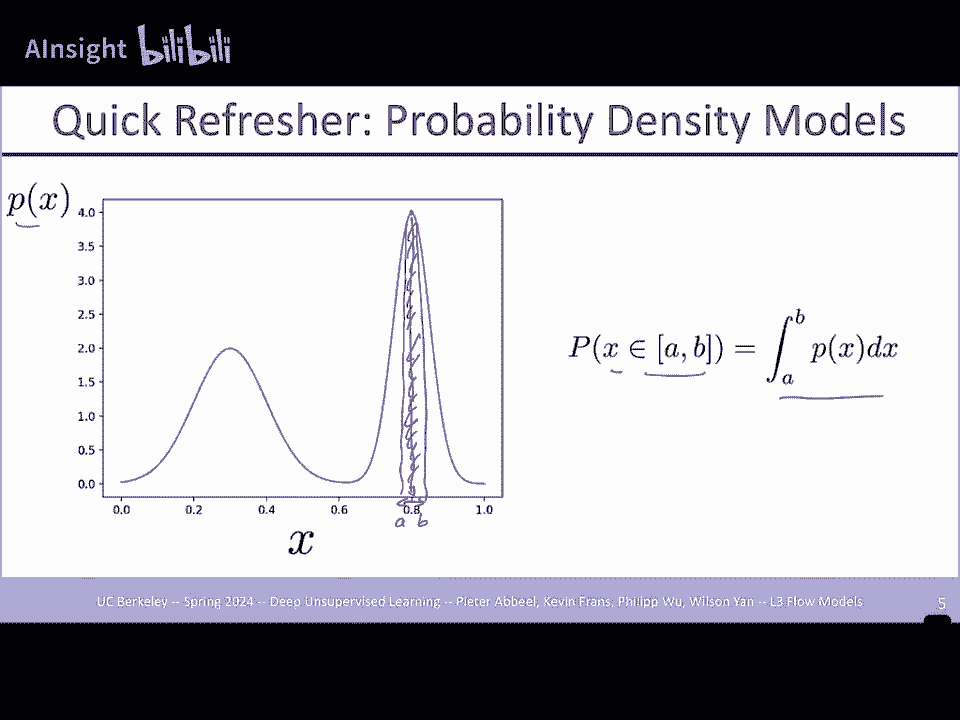 AInsight bilibili
Quick Refresher: Probability Density Models
p(x)
4.0
3.5
3.0
2.5
2.0
1.5
1.0
0.5
0.0
0.0 0.2 0.4 0.6 0.8 1.0
a b
x
P(x ∈ [a, b]) = ∫_a^b p(x)dx
UC Berkeley -- Spring 2024 -- Deep Unsupervised Learning -- Pieter Abbeel, Kevin Frans, Philipp Wu, Wilson Yan -- L3 Flow Models
5